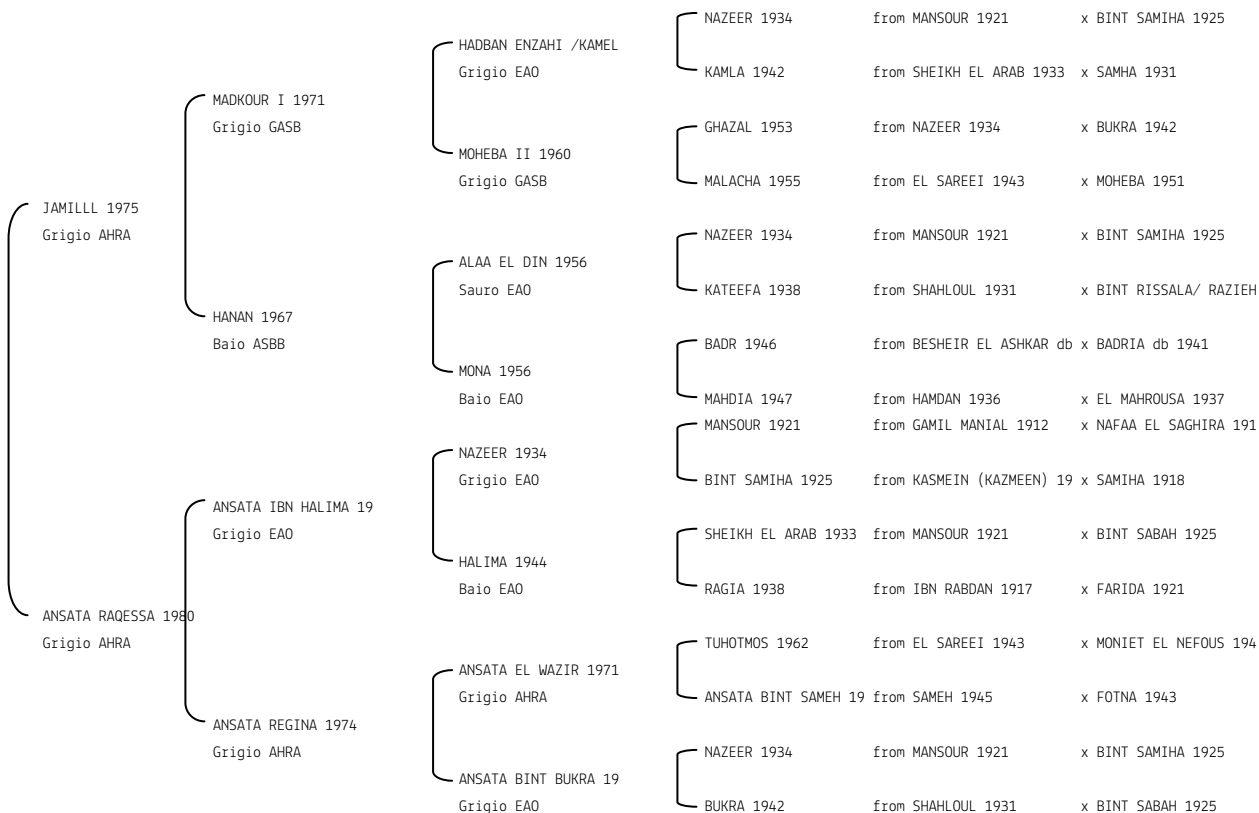 NAZEER 1934 from MANSOUR 1921 x BINT SAMIHA 1925
HADBAN ENZAHI /KAMEL
Grigio EAO
KAMLA 1942 from SHEIKH EL ARAB 1933 x SAMHA 1931
MADKOUR I 1971
Grigio GASB
GHAZAL 1953 from NAZEER 1934 x BUKRA 1942
MOHEBA II 1960
Grigio GASB
MALACHA 1955 from EL SAREEI 1943 x MOHEBA 1951
JAMILLL 1975
Grigio AHRA
NAZEER 1934 from MANSOUR 1921 x BINT SAMIHA 1925
ALAA EL DIN 1956
Sauro EAO
KATEEFA 1938 from SHAHLOUL 1931 x BINT RISSALA/ RAZIEH
HANAN 1967
Baio ASBB
BADR 1946 from BESHEIR EL ASHKAR db x BADRIA db 1941
MONA 1956
Baio EAO
MAHDIA 1947 from HAMDAN 1936 x EL MAHROUSA 1937
MANSOUR 1921 from GAMIL MANIAL 1912 x NAFAA EL SAGHIRA 191
NAZEER 1934
Grigio EAO
BINT SAMIHA 1925 from KASMEIN (KAZMEEN) 19 x SAMIHA 1918
ANSATA IBN HALIMA 19
Grigio EAO
SHEIKH EL ARAB 1933 from MANSOUR 1921 x BINT SABAH 1925
HALIMA 1944
Baio EAO
RAGIA 1938 from IBN RABDAN 1917 x FARIDA 1921
ANSATA RAQESSA 1980
Grigio AHRA
TUHOTMOS 1962 from EL SAREEI 1943 x MONIET EL NEFOUS 194
ANSATA EL WAZIR 1971
Grigio AHRA
ANSATA BINT SAMEH 19 from SAMEH 1945 x FOTNA 1943
ANSATA REGINA 1974
Grigio AHRA
NAZEER 1934 from MANSOUR 1921 x BINT SAMIHA 1925
ANSATA BINT BUKRA 19
Grigio EAO
BUKRA 1942 from SHAHLOUL 1931 x BINT SABAH 1925